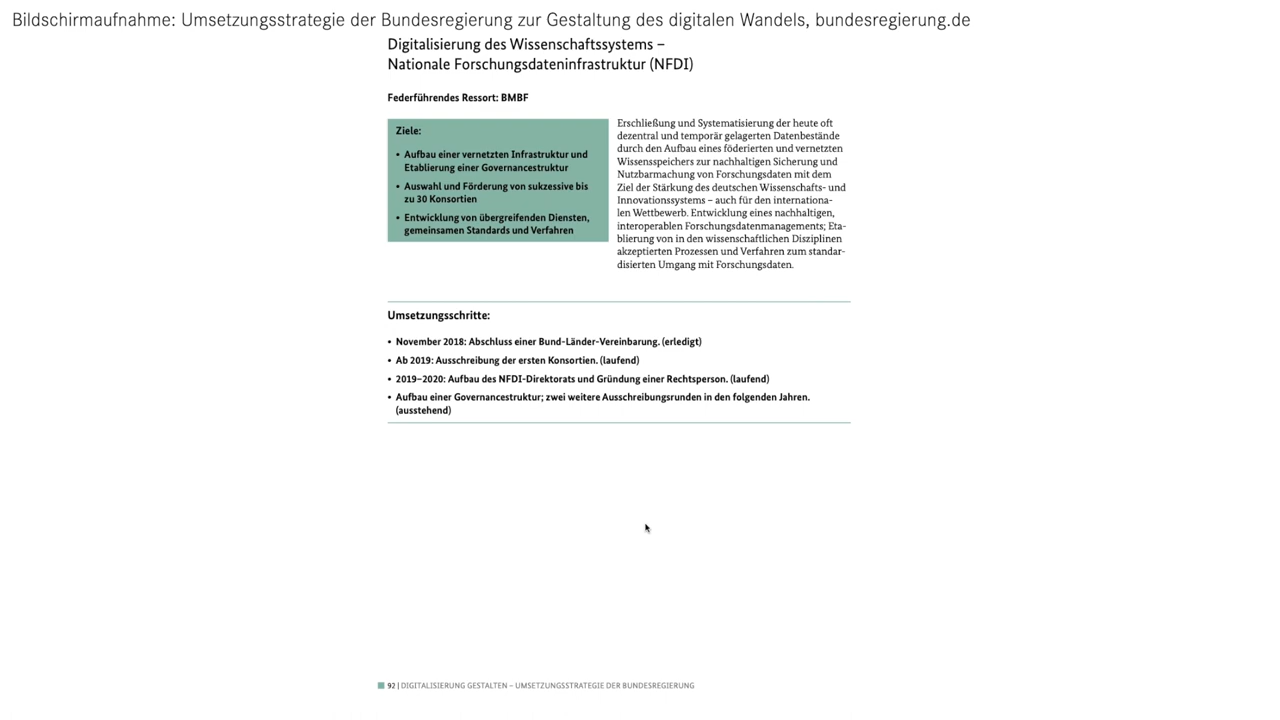 Bildschirmaufnahme: Umsetzungsstrategie der Bundesregierung zur Gestaltung des digitalen Wandels, bundesregierung.de
Digitalisierung des Wissenschaftssystems –
Nationale Forschungsdateninfrastruktur (NFDI)
Federführendes Ressort: BMBF
Ziele:
• Aufbau einer vernetzten Infrastruktur und
Etablierung einer Governancestruktur
• Auswahl und Förderung von sukzessive bis
zu 30 Konsortien
• Entwicklung von übergreifenden Diensten,
gemeinsamen Standards und Verfahren
Erschließung und Systematisierung der heute oft
dezentral und temporär gelagerten Datenbestände
durch den Aufbau eines föderierten und vernetzten
Wissensspeichers zur nachhaltigen Sicherung und
Nutzbarmachung von Forschungsdaten mit dem
Ziel der Stärkung des deutschen Wissenschafts- und
Innovationssystems – auch für den internationa-
len Wettbewerb. Entwicklung eines nachhaltigen,
interoperablen Forschungsdatenmanagements; Eta-
blierung von in den wissenschaftlichen Disziplinen
akzeptierten Prozessen und Verfahren zum standar-
disierten Umgang mit Forschungsdaten.
Umsetzungsschritte:
• November 2018: Abschluss einer Bund-Länder-Vereinbarung. (erledigt)
• Ab 2019: Ausschreibung der ersten Konsortien. (laufend)
• 2019–2020: Aufbau des NFDI-Direktorats und Gründung einer Rechtsperson. (laufend)
• Aufbau einer Governancestruktur; zwei weitere Ausschreibungsrunden in den folgenden Jahren.
(ausstehend)
92 | DIGITALISIERUNG GESTALTEN – UMSETZUNGSSTRATEGIE DER BUNDESREGIERUNG